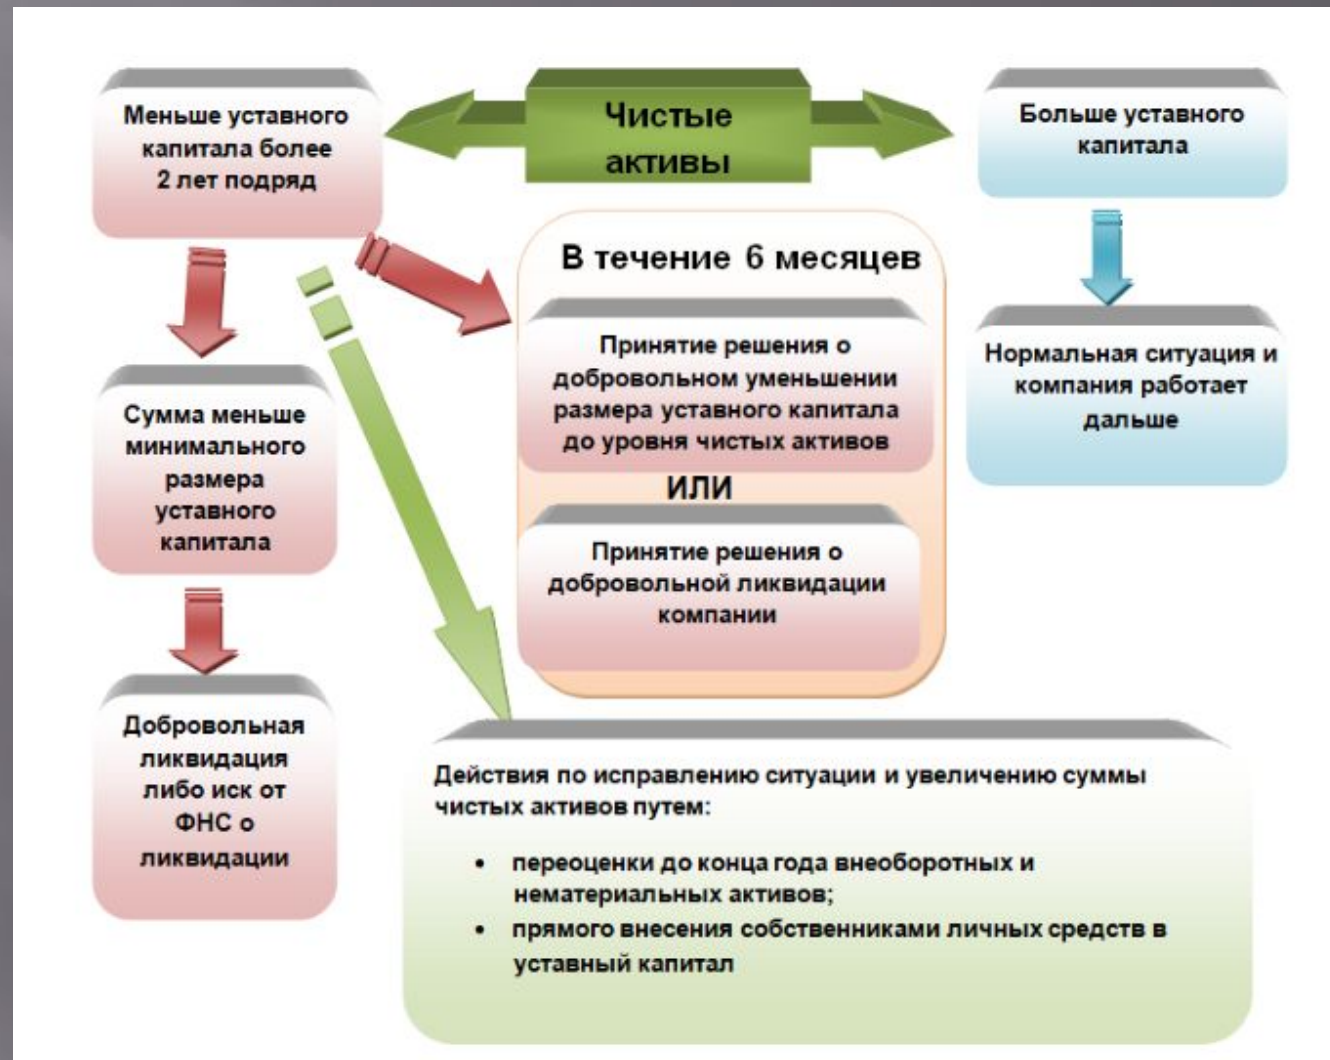 Чистые
активы
Меньше уставного
капитала более
2 лет подряд
Больше уставного
капитала
В течение 6 месяцев
Принятие решения о
добровольном уменьшении
размера уставного капитала
до уровня чистых активов
ИЛИ
Принятие решения о
добровольной ликвидации
компании
Нормальная ситуация и
компания работает
дальше
Сумма меньше
минимального
размера
уставного
капитала
Добровольная
ликвидация
либо иск от
ФНС о
ликвидации
Действия по исправлению ситуации и увеличению суммы
чистых активов путем:
• переоценки до конца года внеоборотных и
нематериальных активов;
• прямого внесения собственниками личных средств в
уставный капитал